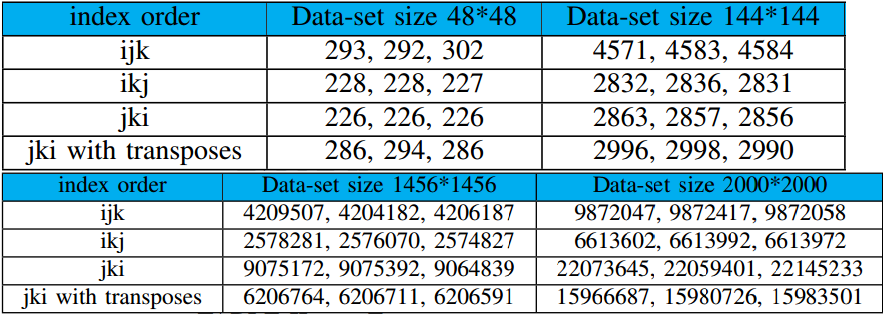 index order Data-set size 48*48 Data-set size 144*144
ijk 293, 292, 302 4571, 4583, 4584
ikj 228, 228, 227 2832, 2836, 2831
jki 226, 226, 226 2863, 2857, 2856
jki with transposes 286, 294, 286 2996, 2998, 2990
index order Data-set size 1456*1456 Data-set size 2000*2000
ijk 4209507, 4204182, 4206187 9872047, 9872417, 9872058
ikj 2578281, 2576070, 2574827 6613602, 6613992, 6613972
jki 9075172, 9075392, 9064839 22073645, 22059401, 22145233
jki with transposes 6206764, 6206711, 6206591 15966687, 15980726, 15983501